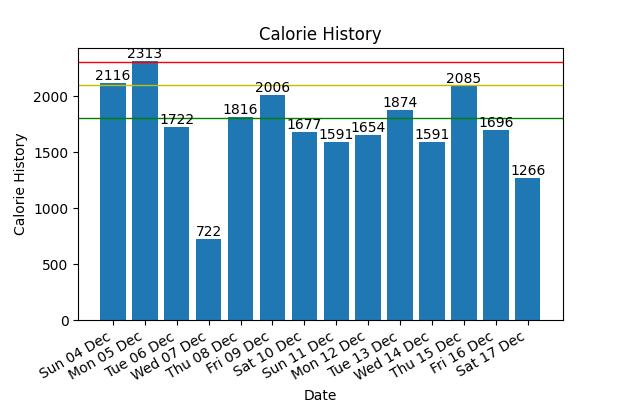 Calorie History
2313
2116
2085
2006
1874
1816
1722
1677
1696
1654
1591
1591
1266
722
2000
1500
1000
500
0
Calorie History
Sun 04 Dec
Mon 05 Dec
Tue 06 Dec
Wed 07 Dec
Thu 08 Dec
Fri 09 Dec
Sat 10 Dec
Sun 11 Dec
Mon 12 Dec
Tue 13 Dec
Wed 14 Dec
Thu 15 Dec
Fri 16 Dec
Sat 17 Dec
Date